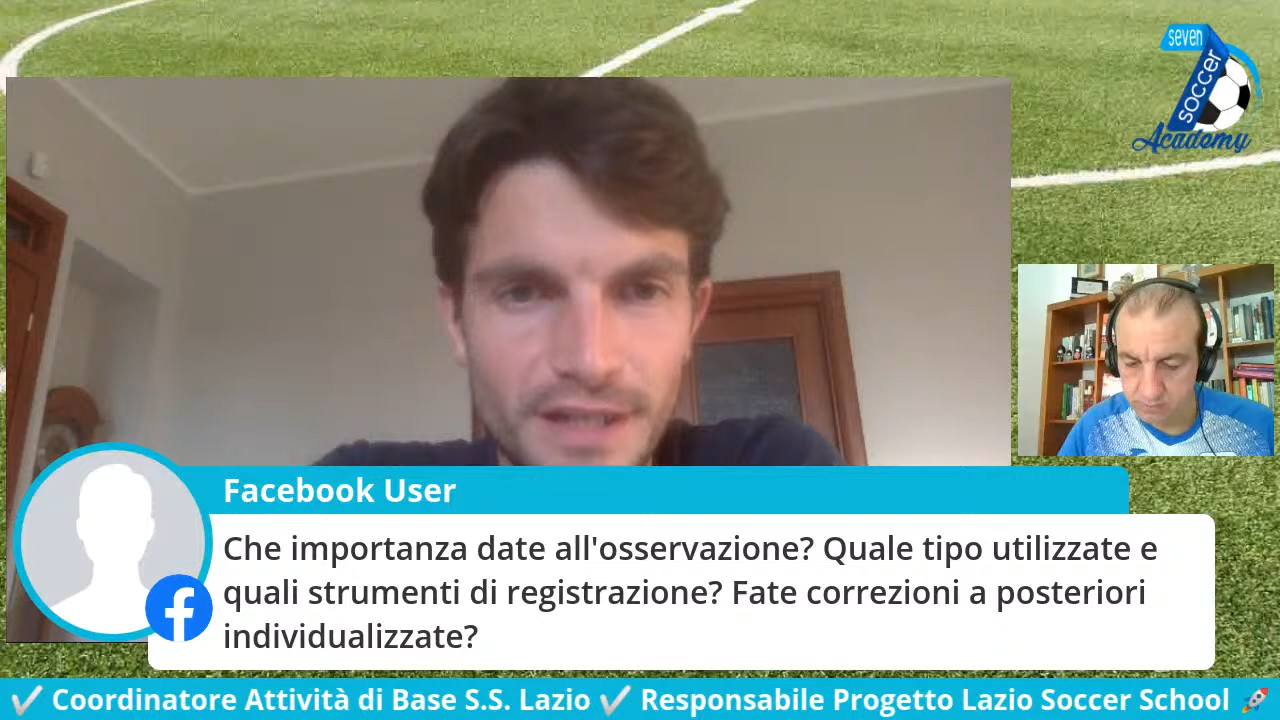 seven
soccer
Academy
Facebook User
Che importanza date all'osservazione? Quale tipo utilizzate e
quali strumenti di registrazione? Fate correzioni a posteriori
individualizzate?
✔ Coordinatore Attività di Base S.S. Lazio ✔ Responsabile Progetto Lazio Soccer School 🚀